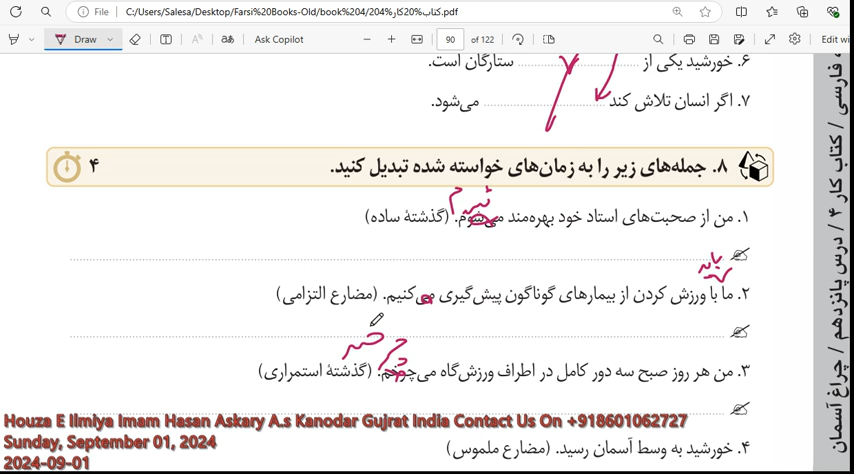 File
C:/Users/Salesa/Desktop/Farsi%20Books-Old/book%204/204%کتاب%20کار.pdf
Draw
Ask Copilot
90 of 122
Edit wi
۶. خورشید یکی از ........ ستارگان است.
۷. اگر انسان تلاش کند ........ می‌شود.
۸. جمله‌های زیر را به زمان‌های خواسته شده تبدیل کنید.
۴
۱. من از صحبت‌های استاد خود بهره‌مند می‌شوم. (گذشتهٔ ساده)
باید
۲. ما با ورزش کردن از بیماری‌های گوناگون پیش‌گیری می‌کنیم. (مضارع التزامی)
۳. من هر روز صبح سه دور کامل در اطراف ورزش‌گاه می‌چرخم. (گذشتهٔ استمراری)
۴. خورشید به وسط آسمان رسید. (مضارع ملموس)
فارسی / کتاب کار ۴ / درس پانزدهم / چراغ آسمان
Houza E Ilmiya Imam Hasan Askary A.s Kanodar Gujrat India Contact Us On +918601062727
Sunday, September 01, 2024
2024-09-01